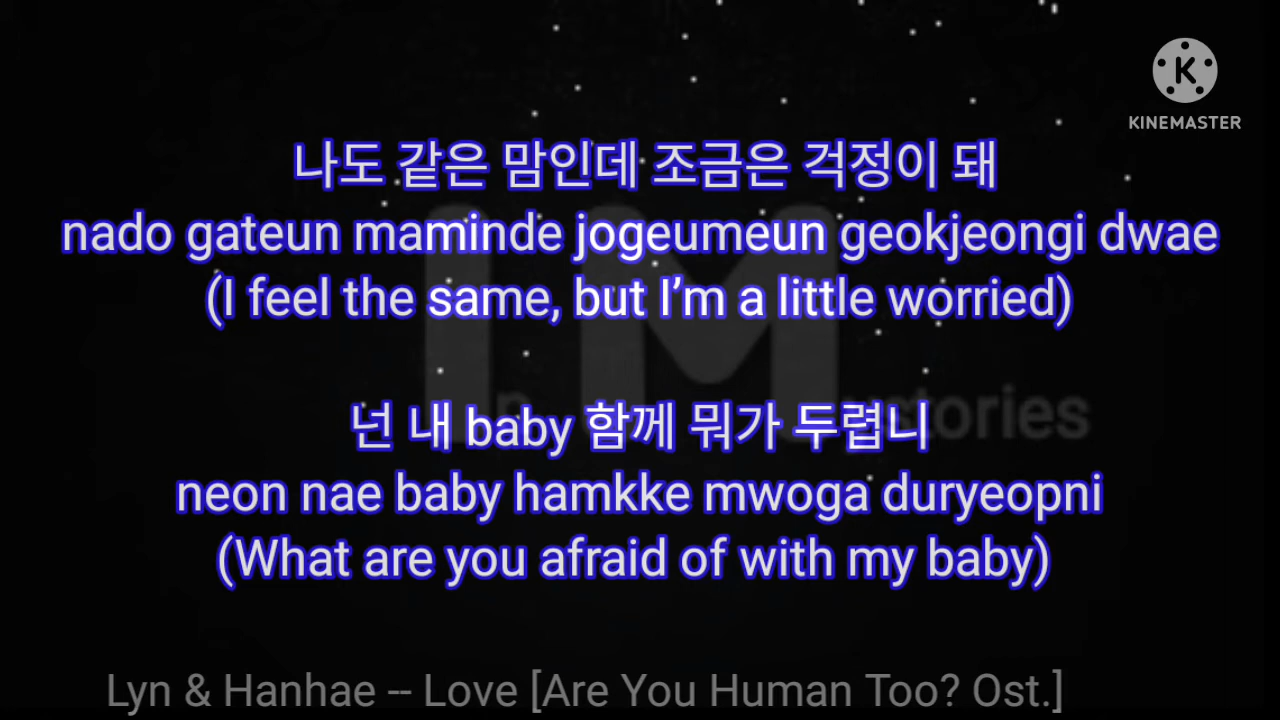 KINEMASTER
나도 같은 맘인데 조금은 걱정이 돼
nado gateun maminde jogeumeun geokjeongi dwae
(I feel the same, but I’m a little worried)
넌 내 baby 함께 뭐가 두렵니
neon nae baby hamkke mwoga duryeopni
(What are you afraid of with my baby)
Lyn & Hanhae -- Love [Are You Human Too? Ost.]